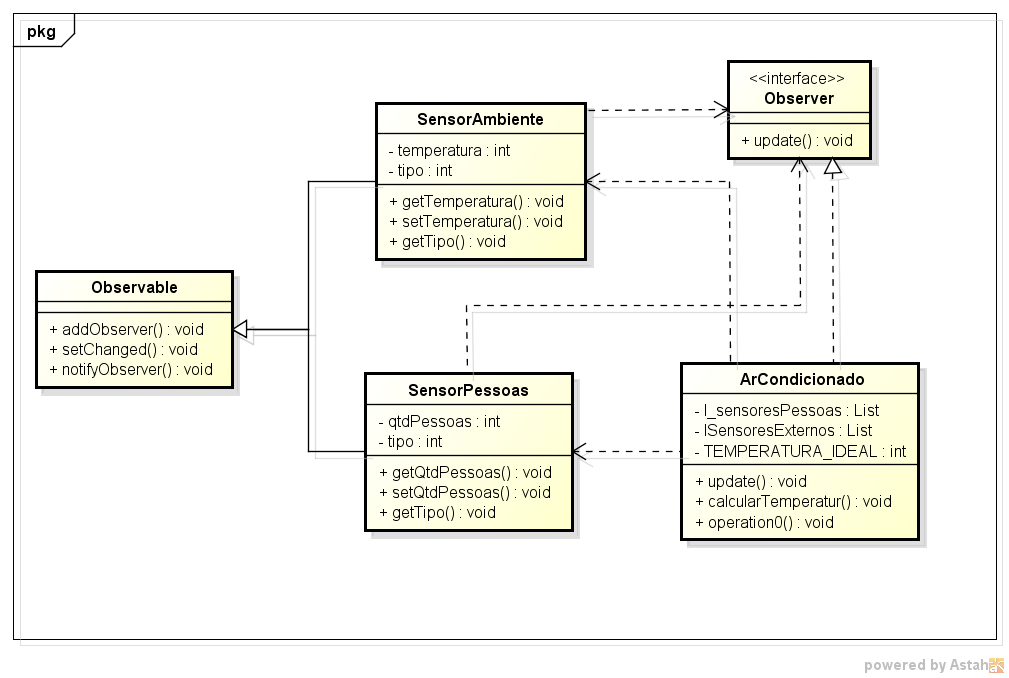 pkg
<<interface>>
Observer
+ update() : void
SensorAmbiente
- temperatura : int
- tipo : int
+ getTemperatura() : void
+ setTemperatura() : void
+ getTipo() : void
Observable
+ addObserver() : void
+ setChanged() : void
+ notifyObserver() : void
SensorPessoas
- qtdPessoas : int
- tipo : int
+ getQtdPessoas() : void
+ setQtdPessoas() : void
+ getTipo() : void
ArCondicionado
- l_sensoresPessoas : List
- lSensoresExternos : List
- TEMPERATURA_IDEAL : int
+ update() : void
+ calcularTemperatur() : void
+ operation0() : void
powered by Astah